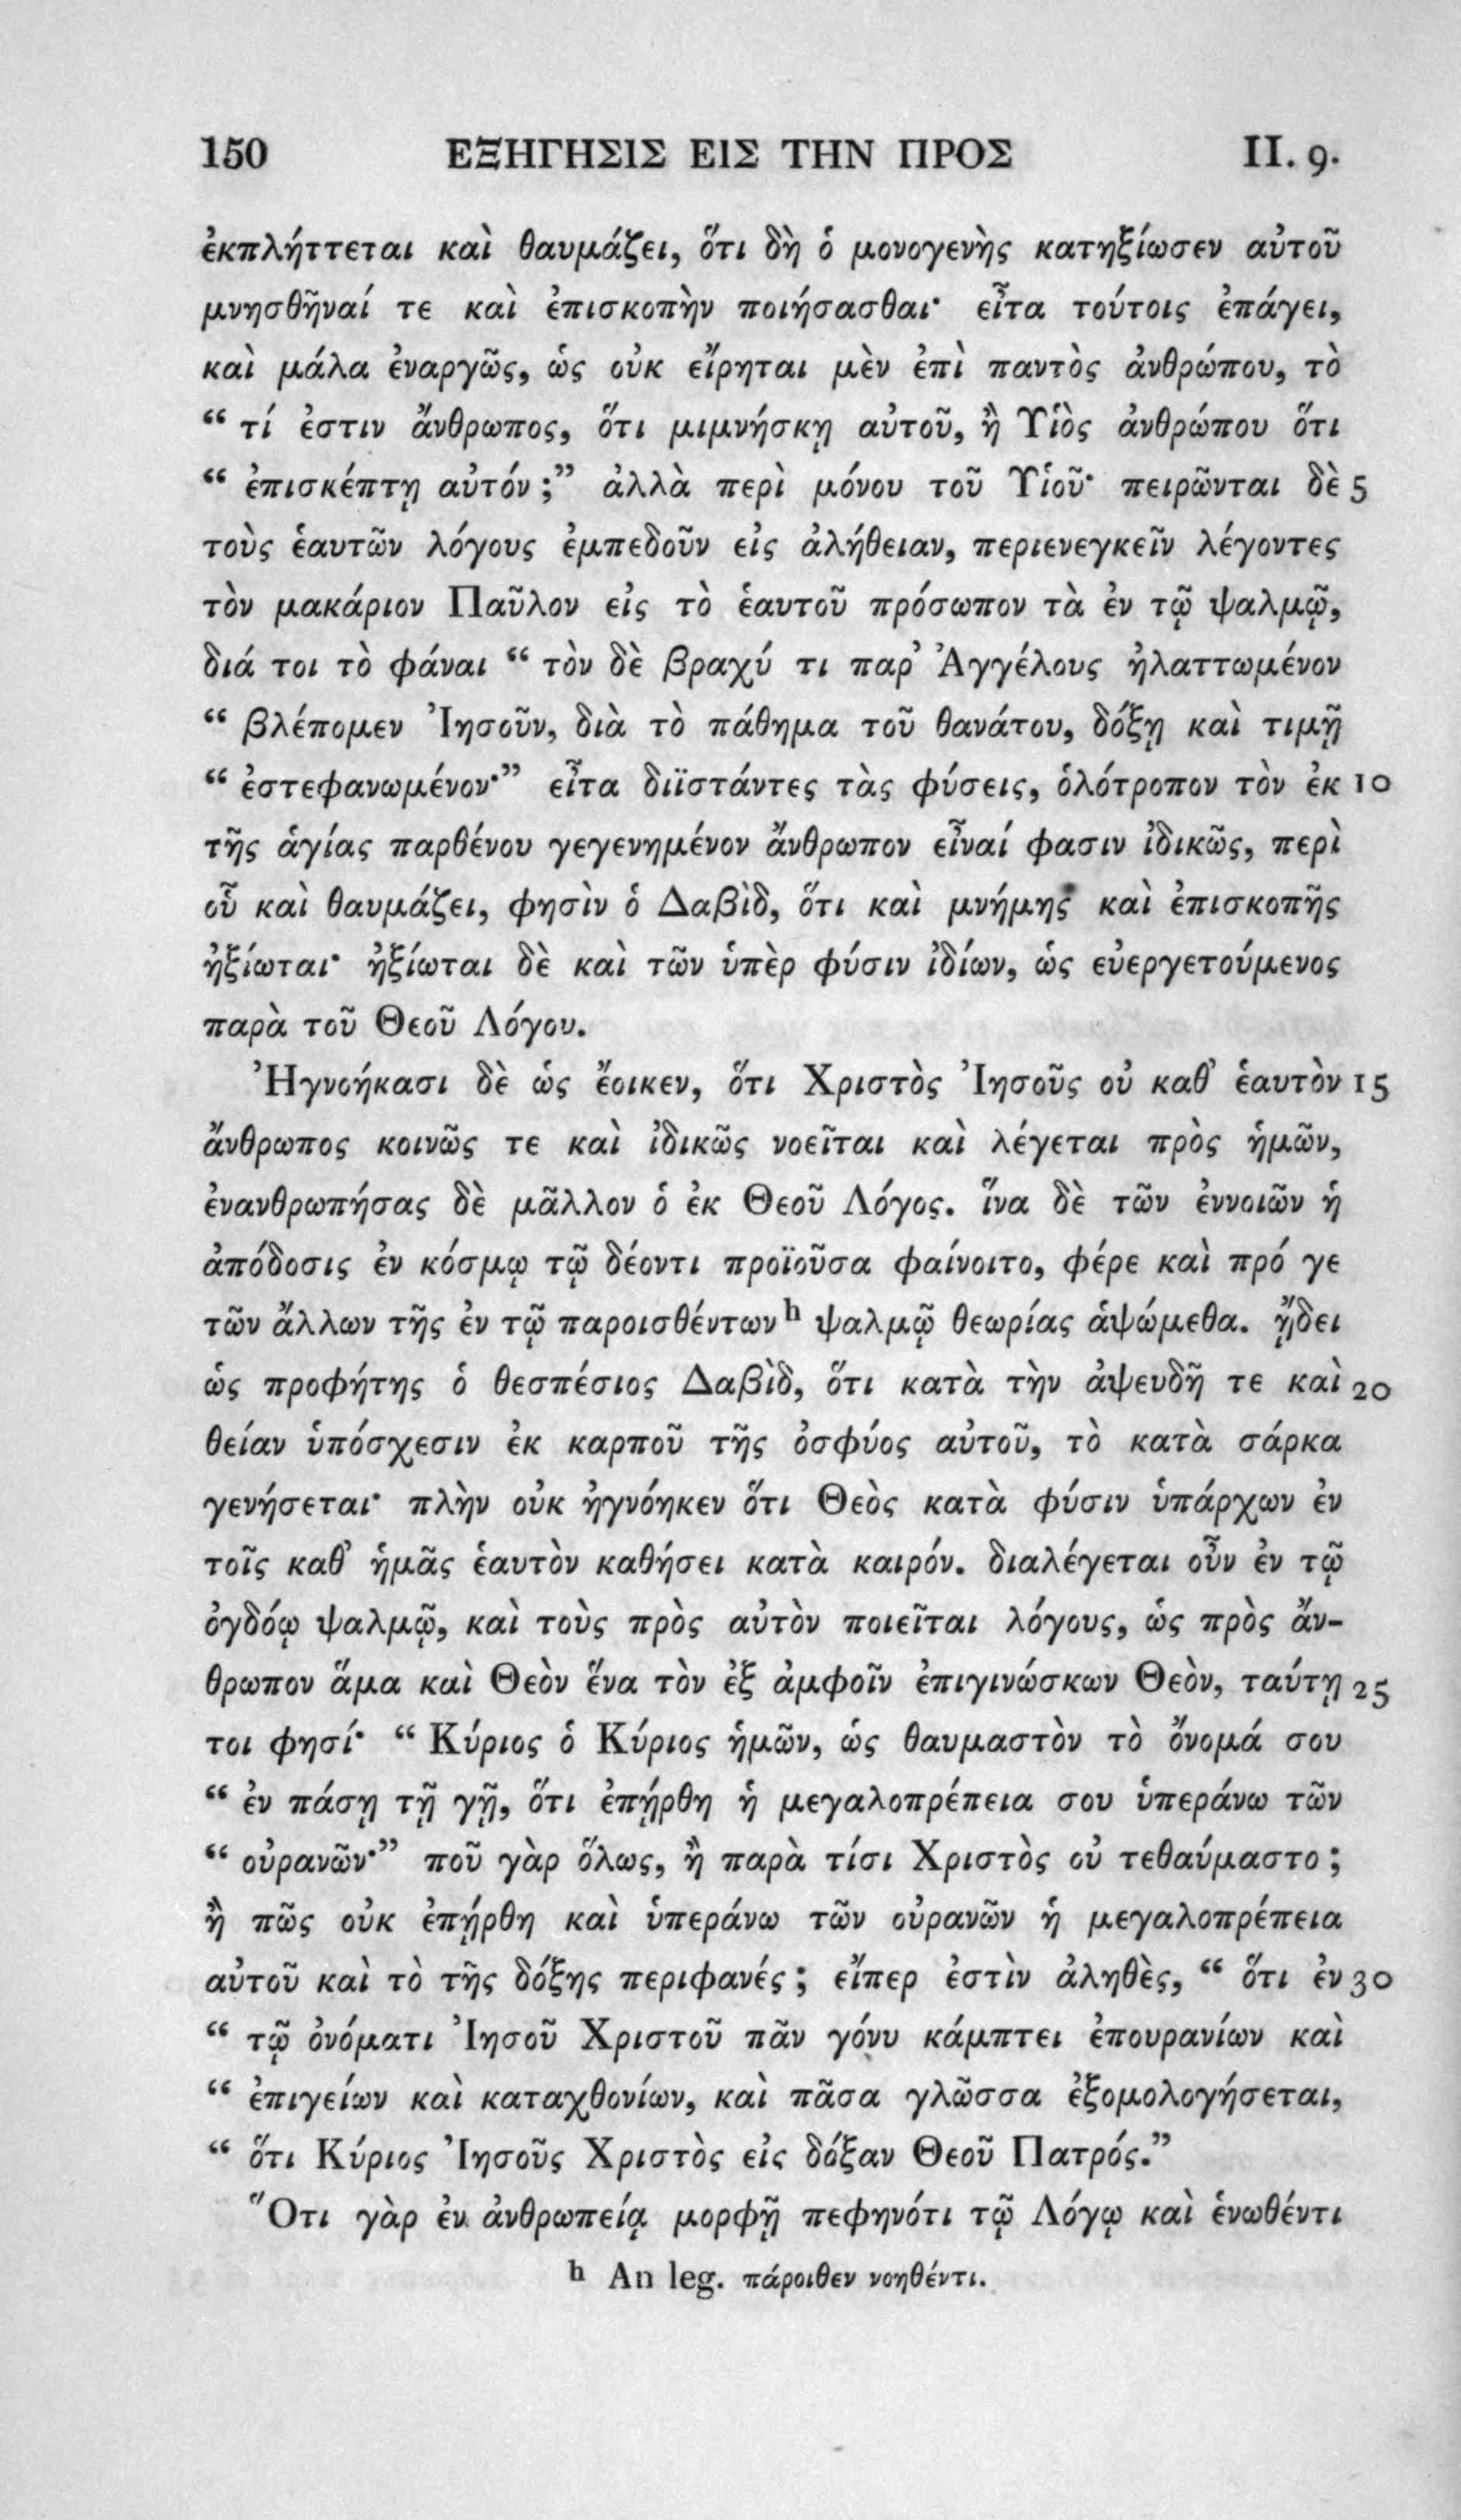 150 ΕΞΗΓΗΣΙΣ ΕΙΣ ΤΗΝ ΠΡΟΣ II. 9.
ἐκπλήττεται καὶ θαυμάζει, ὅτι δὴ ὁ μονογενὴς κατηξίωσεν αὐτοῦ
μνησθῆναί τε καὶ ἐπισκοπὴν ποιήσασθαι· εἶτα τούτοις ἐπάγει,
καὶ μάλα ἐναργῶς, ὡς οὐκ εἴρηται μὲν ἐπὶ παντὸς ἀνθρώπου, τὸ
“ τί ἐστιν ἄνθρωπος, ὅτι μιμνήσκῃ αὐτοῦ, ἢ Υἱὸς ἀνθρώπου ὅτι
“ ἐπισκέπτῃ αὐτόν ;” ἀλλὰ περὶ μόνου τοῦ Υἱοῦ· πειρῶνται δὲ 5
τοὺς ἑαυτῶν λόγους ἐμπεδοῦν εἰς ἀλήθειαν, περιενεγκεῖν λέγοντες
τὸν μακάριον Παῦλον εἰς τὸ ἑαυτοῦ πρόσωπον τὰ ἐν τῷ ψαλμῷ,
διά τοι τὸ φάναι “ τὸν δὲ βραχύ τι παρ’ Ἀγγέλους ἠλαττωμένον
“ βλέπομεν Ἰησοῦν, διὰ τὸ πάθημα τοῦ θανάτου, δόξῃ καὶ τιμῇ
“ ἐστεφανωμένον·” εἶτα διϊστάντες τὰς φύσεις, ὁλότροπον τὸν ἐκ 10
τῆς ἁγίας παρθένου γεγενημένον ἄνθρωπον εἶναί φασιν ἰδικῶς, περὶ
οὗ καὶ θαυμάζει, φησὶν ὁ Δαβὶδ, ὅτι καὶ μνήμης καὶ ἐπισκοπῆς
ἠξίωται· ἠξίωται δὲ καὶ τῶν ὑπὲρ φύσιν ἰδίων, ὡς εὐεργετούμενος
παρὰ τοῦ Θεοῦ Λόγου.
Ἠγνοήκασι δὲ ὡς ἔοικεν, ὅτι Χριστὸς Ἰησοῦς οὐ καθ’ ἑαυτὸν 15
ἄνθρωπος κοινῶς τε καὶ ἰδικῶς νοεῖται καὶ λέγεται πρὸς ἡμῶν,
ἐνανθρωπήσας δὲ μᾶλλον ὁ ἐκ Θεοῦ Λόγος. ἵνα δὲ τῶν ἐννοιῶν ἡ
ἀπόδοσις ἐν κόσμῳ τῷ δέοντι προϊοῦσα φαίνοιτο, φέρε καὶ πρό γε
τῶν ἄλλων τῆς ἐν τῷ παροισθέντων h ψαλμῷ θεωρίας ἁψώμεθα. ᾔδει
ὡς προφήτης ὁ θεσπέσιος Δαβὶδ, ὅτι κατὰ τὴν ἀψευδῆ τε καὶ 20
θείαν ὑπόσχεσιν ἐκ καρποῦ τῆς ὀσφύος αὐτοῦ, τὸ κατὰ σάρκα
γενήσεται· πλὴν οὐκ ἠγνόηκεν ὅτι Θεὸς κατὰ φύσιν ὑπάρχων ἐν
τοῖς καθ’ ἡμᾶς ἑαυτὸν καθήσει κατὰ καιρόν. διαλέγεται οὖν ἐν τῷ
ὀγδόῳ ψαλμῷ, καὶ τοὺς πρὸς αὐτὸν ποιεῖται λόγους, ὡς πρὸς ἄν-
θρωπον ἅμα καὶ Θεὸν ἕνα τὸν ἐξ ἀμφοῖν ἐπιγινώσκων Θεὸν, ταύτῃ 25
τοι φησί· “ Κύριος ὁ Κύριος ἡμῶν, ὡς θαυμαστὸν τὸ ὄνομά σου
“ ἐν πάσῃ τῇ γῇ, ὅτι ἐπῄρθη ἡ μεγαλοπρέπεια σου ὑπεράνω τῶν
“ οὐρανῶν·” ποῦ γὰρ ὅλως, ἢ παρὰ τίσι Χριστὸς οὐ τεθαύμαστο ;
ἢ πῶς οὐκ ἐπῄρθη καὶ ὑπεράνω τῶν οὐρανῶν ἡ μεγαλοπρέπεια
αὐτοῦ καὶ τὸ τῆς δόξης περιφανές ; εἴπερ ἐστὶν ἀληθὲς, “ ὅτι ἐν 30
“ τῷ ὀνόματι Ἰησοῦ Χριστοῦ πᾶν γόνυ κάμπτει ἐπουρανίων καὶ
“ ἐπιγείων καὶ καταχθονίων, καὶ πᾶσα γλῶσσα ἐξομολογήσεται,
“ ὅτι Κύριος Ἰησοῦς Χριστὸς εἰς δόξαν Θεοῦ Πατρός.”
Ὅτι γὰρ ἐν ἀνθρωπείᾳ μορφῇ πεφηνότι τῷ Λόγῳ καὶ ἑνωθέντι
h An leg. πάροιθεν νοηθέντι.